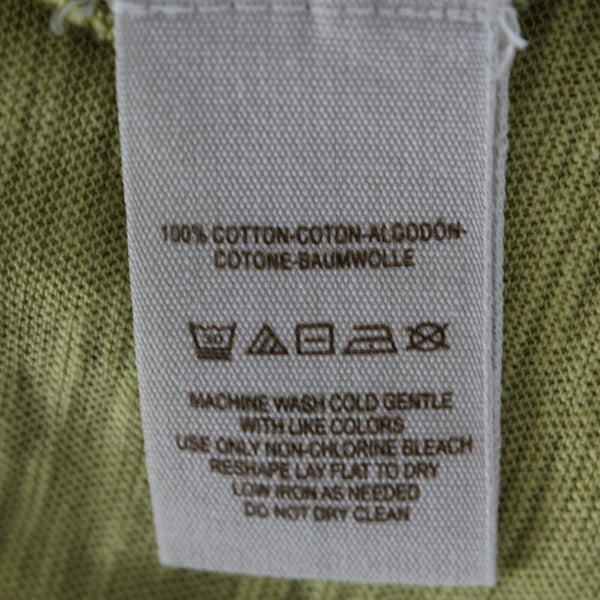 100% COTTON-COTON-ALGODÓN-
COTONE-BAUMWOLLE
30
MACHINE WASH COLD GENTLE
WITH LIKE COLORS
USE ONLY NON-CHLORINE BLEACH
RESHAPE LAY FLAT TO DRY
LOW IRON AS NEEDED
DO NOT DRY CLEAN